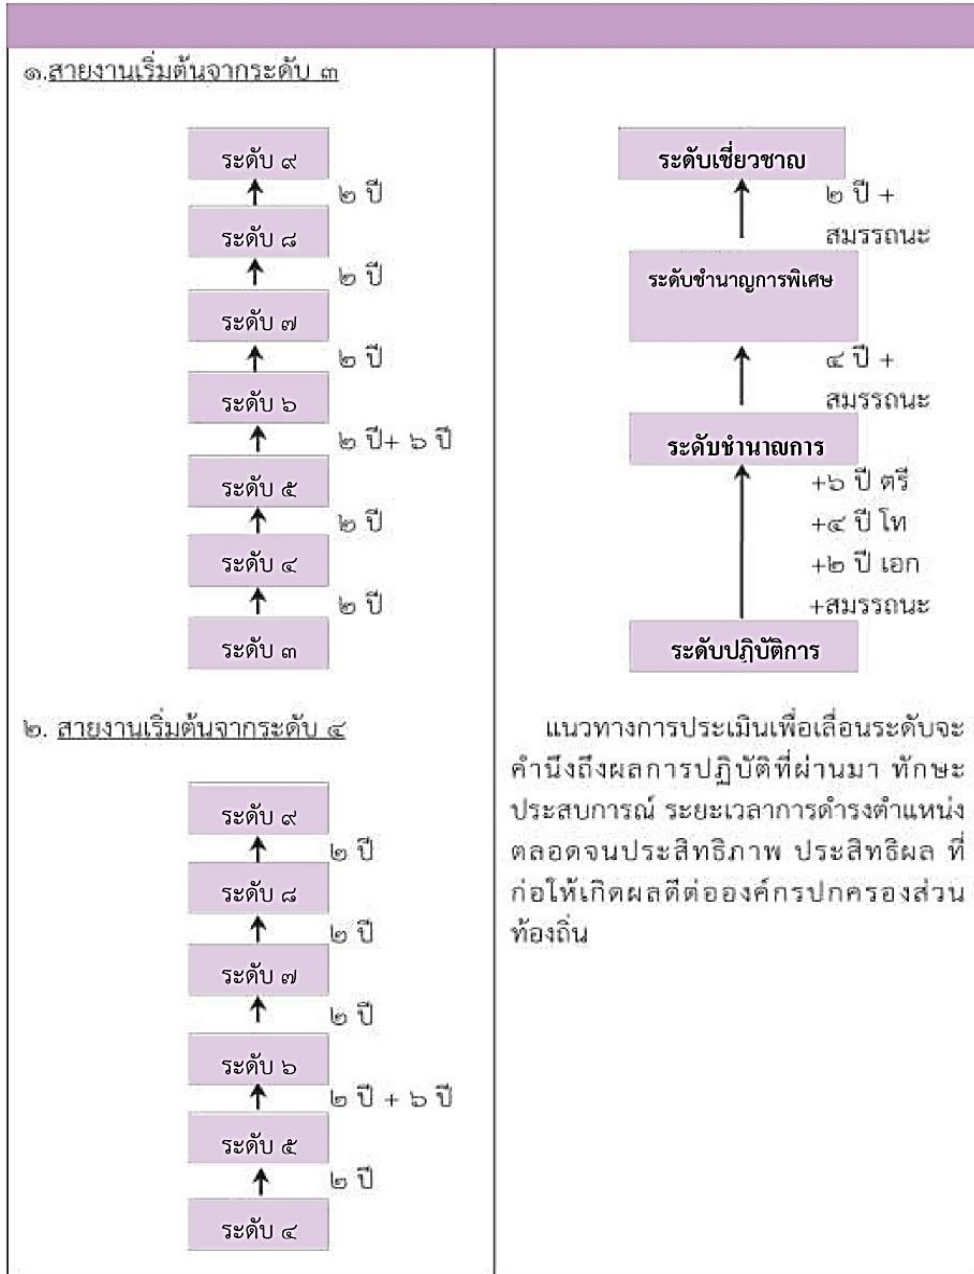 ๑.สายงานเริ่มต้นจากระดับ ๓
ระดับ ๙
๒ ปี
ระดับ ๘
๒ ปี
ระดับ ๗
๒ ปี
ระดับ ๖
๒ ปี+ ๖ ปี
ระดับ ๕
๒ ปี
ระดับ ๔
๒ ปี
ระดับ ๓
๒. สายงานเริ่มต้นจากระดับ ๔
ระดับ ๙
๒ ปี
ระดับ ๘
๒ ปี
ระดับ ๗
๒ ปี
ระดับ ๖
๒ ปี + ๖ ปี
ระดับ ๕
๒ ปี
ระดับ ๔
ระดับเชี่ยวชาญ
๒ ปี +
สมรรถนะ
ระดับชำนาญการพิเศษ
๔ ปี +
สมรรถนะ
ระดับชำนาญการ
+๖ ปี ตรี
+๔ ปี โท
+๒ ปี เอก
+สมรรถนะ
ระดับปฏิบัติการ
แนวทางการประเมินเพื่อเลื่อนระดับจะ
คำนึงถึงผลการปฏิบัติที่ผ่านมา ทักษะ
ประสบการณ์ ระยะเวลาการดำรงตำแหน่ง
ตลอดจนประสิทธิภาพ ประสิทธิผล ที่
ก่อให้เกิดผลดีต่อองค์กรปกครองส่วน
ท้องถิ่น